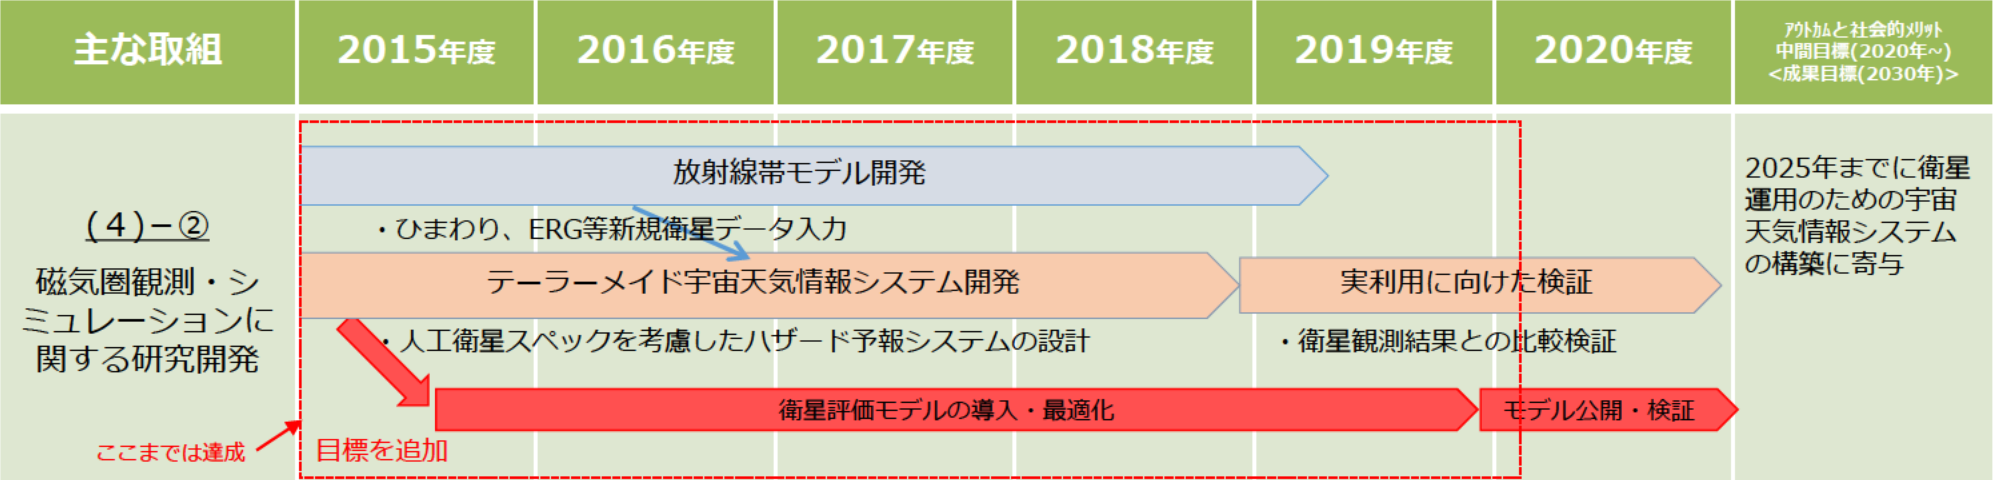 主な取組
2015年度
2016年度
2017年度
2018年度
2019年度
2020年度
ｱｳﾄｶﾑと社会的ﾒﾘｯﾄ
中間目標(2020年~)
<成果目標(2030年)>
(４)－②
磁気圏観測・シ
ミュレーションに
関する研究開発
放射線帯モデル開発
・ひまわり、ERG等新規衛星データ入力
テーラーメイド宇宙天気情報システム開発
実利用に向けた検証
・人工衛星スペックを考慮したハザード予報システムの設計
・衛星観測結果との比較検証
衛星評価モデルの導入・最適化
モデル公開・検証
ここまでは達成
目標を追加
2025年までに衛星
運用のための宇宙
天気情報システム
の構築に寄与